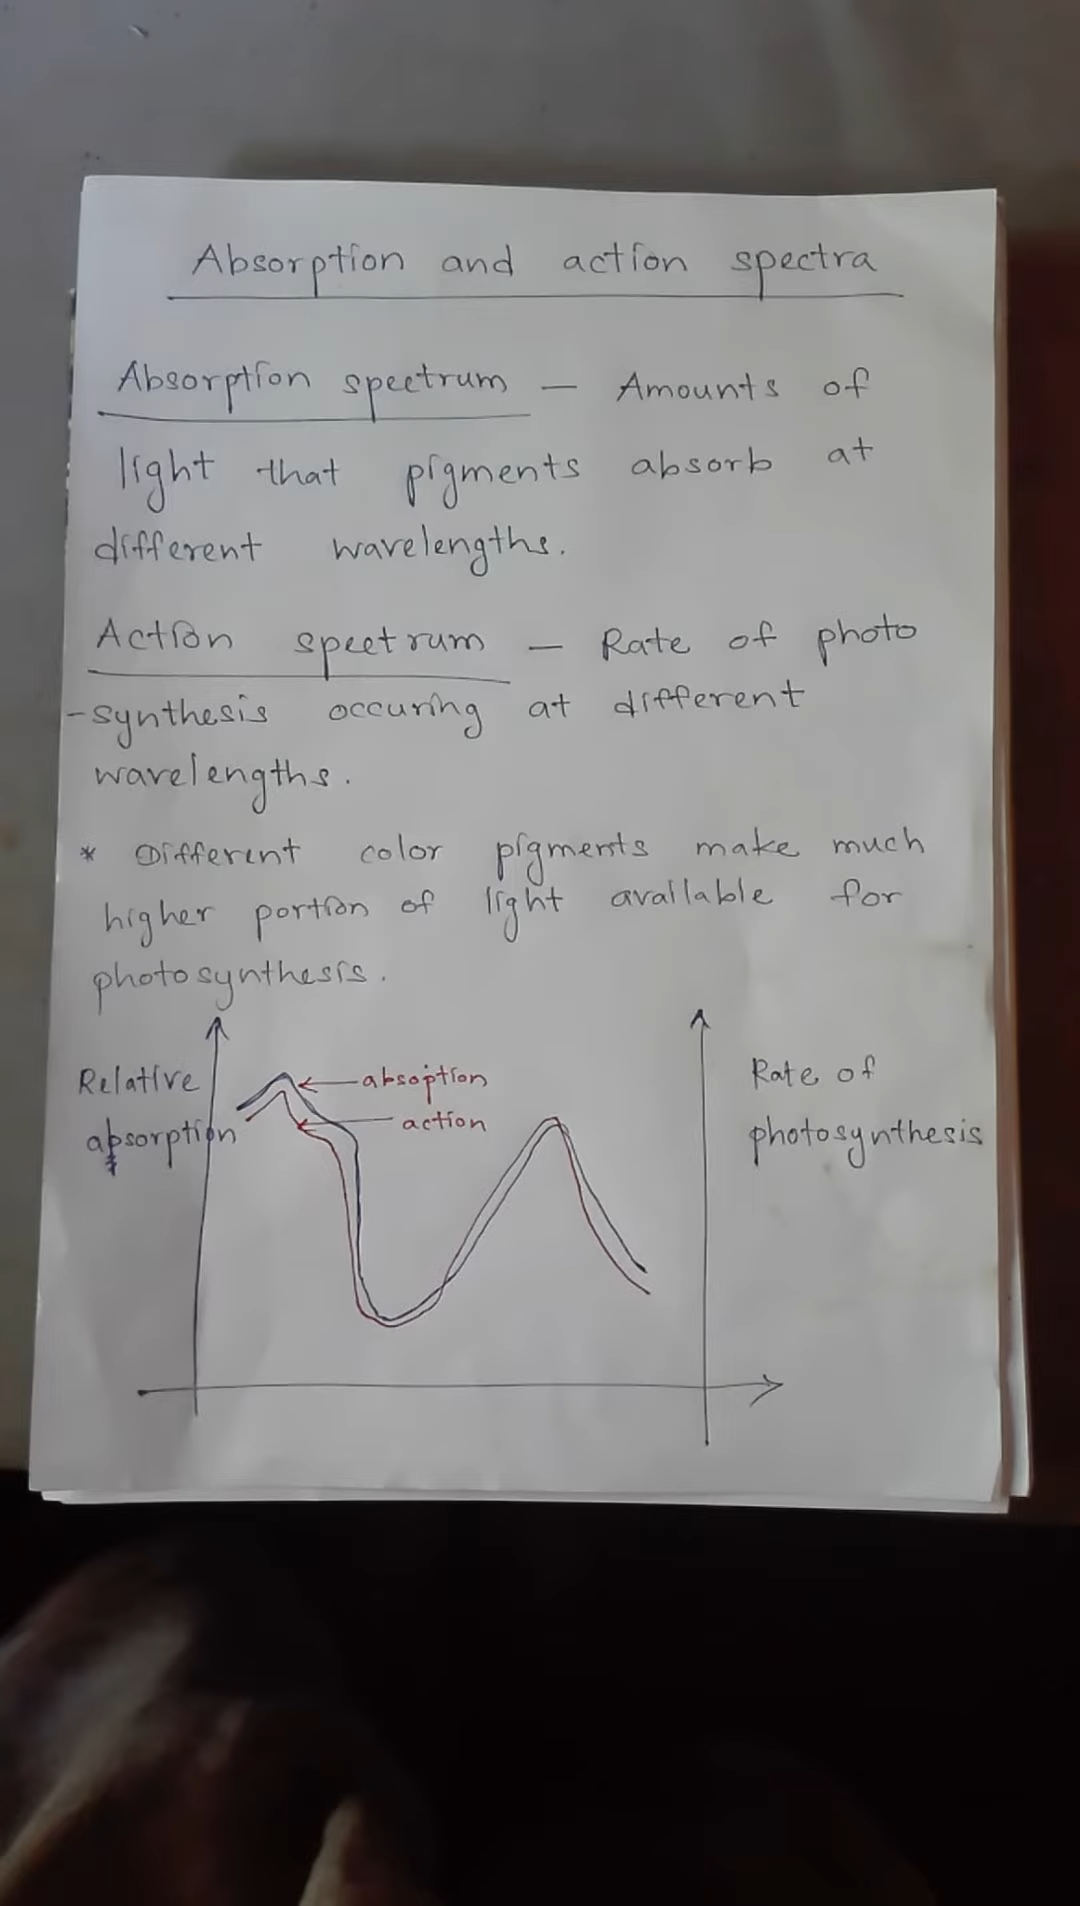 Absorption and action spectra
Absorption spectrum — Amounts of
light that pigments absorb at
different wavelengths.
Action spectrum — Rate of photo
-synthesis occuring at different
wavelengths.
* Different color pigments make much
higher portion of light available for
photosynthesis.
Relative
absorption
absoption
action
Rate of
photosynthesis